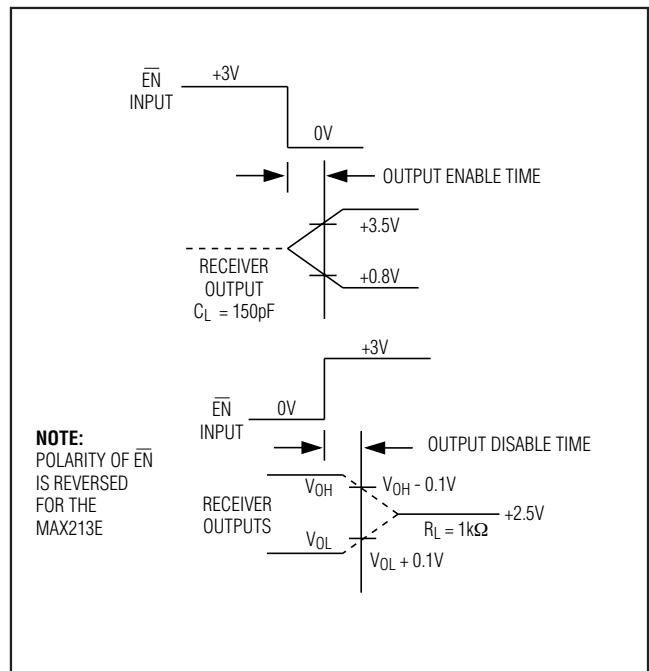 EN +3V
INPUT
0V
OUTPUT ENABLE TIME
+3.5V
RECEIVER
OUTPUT
C_L = 150pF
+0.8V
+3V
EN 0V
INPUT
OUTPUT DISABLE TIME
NOTE:
POLARITY OF EN
IS REVERSED
FOR THE
MAX213E
RECEIVER
OUTPUTS
V_OH
V_OH - 0.1V
+2.5V
R_L = 1kΩ
V_OL
V_OL + 0.1V